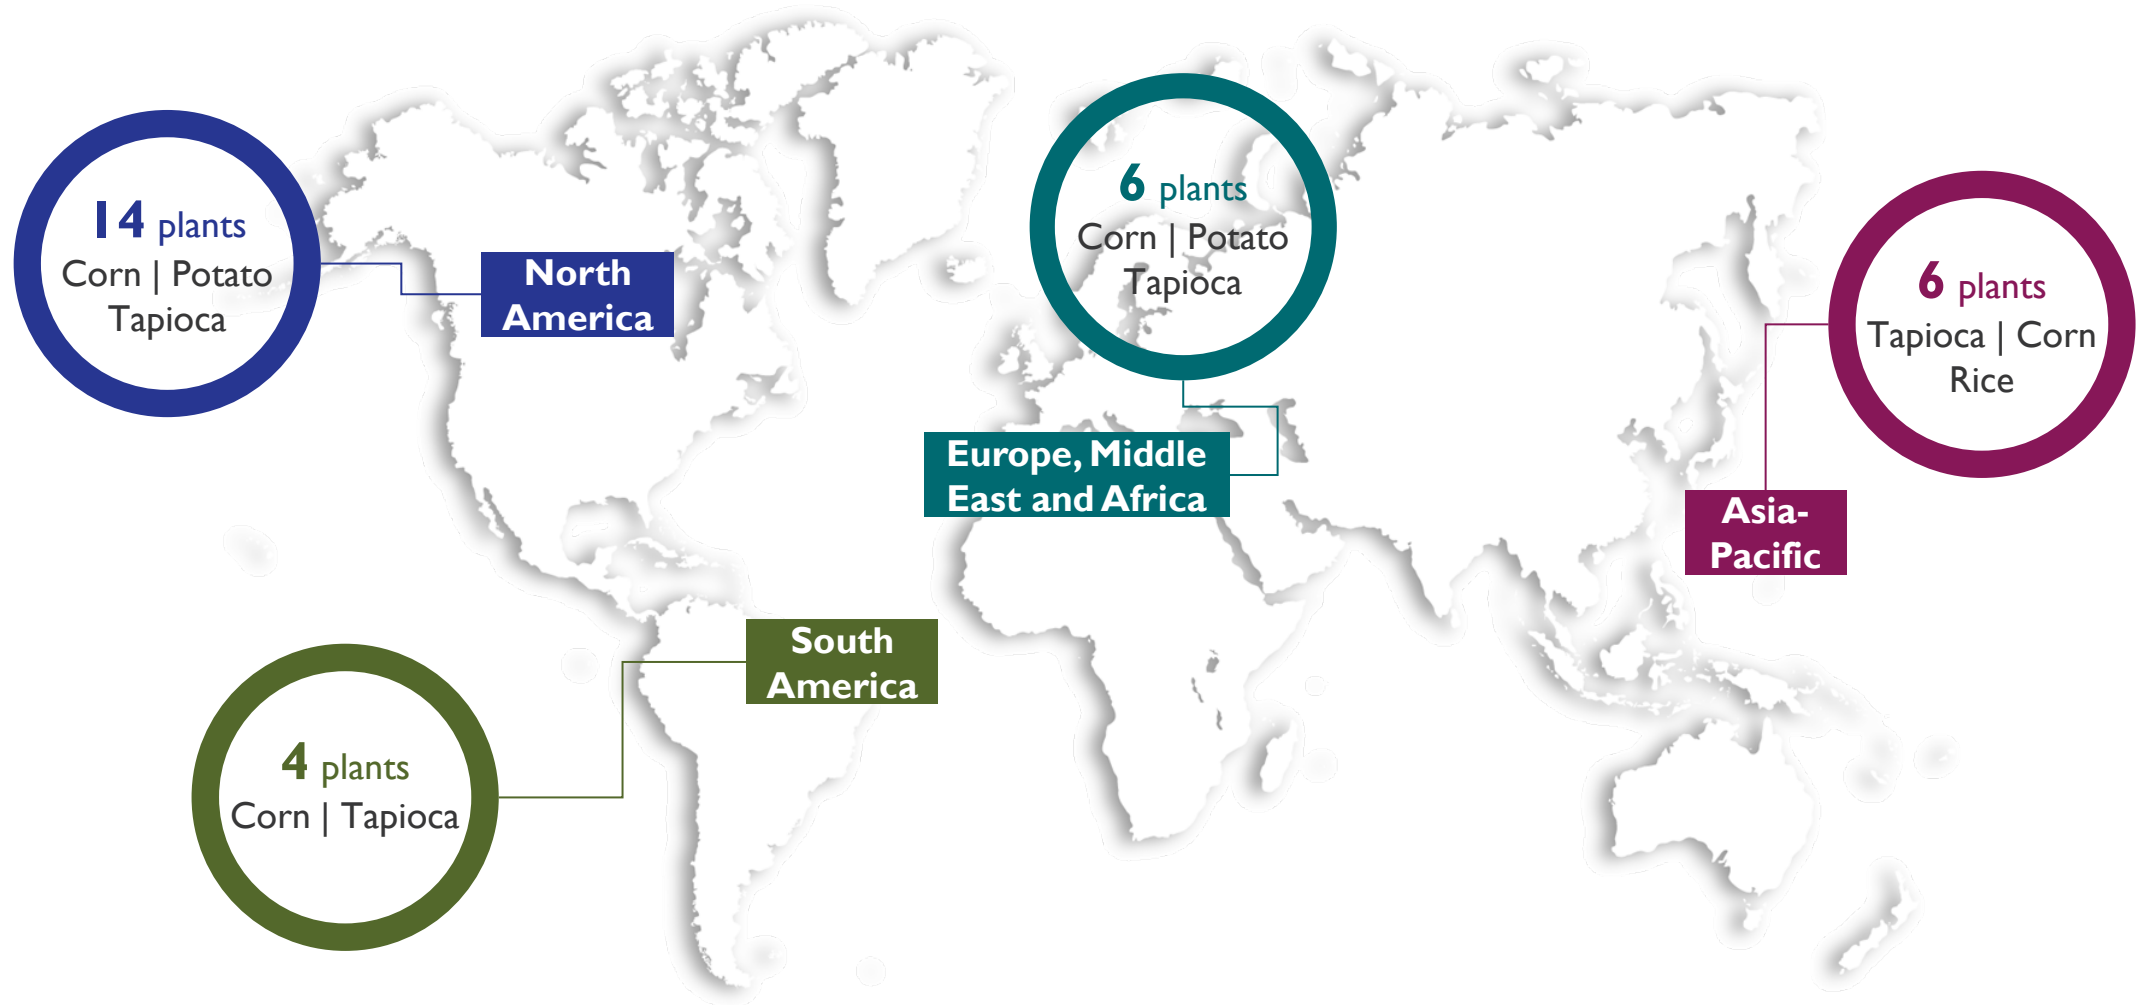 14 plants
Corn | Potato
Tapioca
North
America
6 plants
Corn | Potato
Tapioca
Europe, Middle
East and Africa
6 plants
Tapioca | Corn
Rice
Asia-
Pacific
South
America
4 plants
Corn | Tapioca